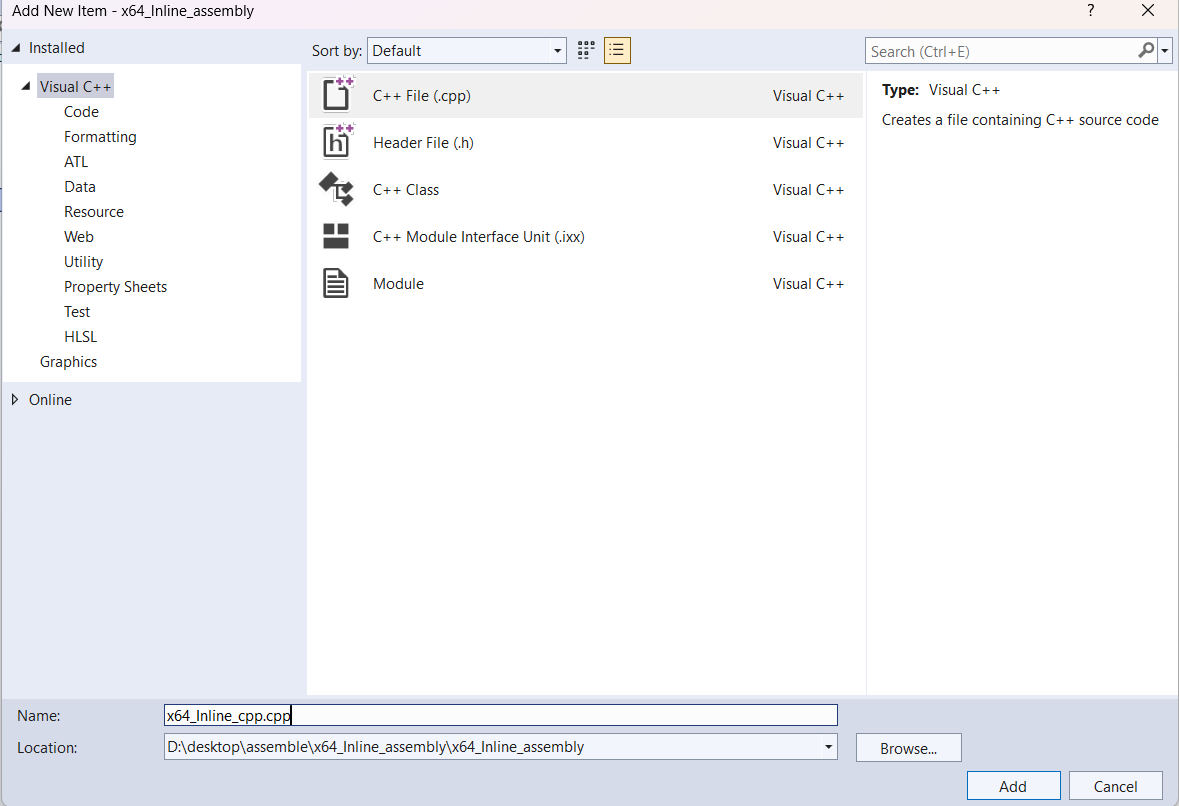 Add New Item - x64_Inline_assembly
?
Installed
Sort by: Default
Search (Ctrl+E)
Visual C++
Code
Formatting
ATL
Data
Resource
Web
Utility
Property Sheets
Test
HLSL
Graphics
Online
C++ File (.cpp) Visual C++
Header File (.h) Visual C++
C++ Class Visual C++
C++ Module Interface Unit (.ixx) Visual C++
Module Visual C++
Type: Visual C++
Creates a file containing C++ source code
Name: x64_Inline_cpp.cpp
Location: D:\desktop\assemble\x64_Inline_assembly\x64_Inline_assembly
Browse...
Add Cancel